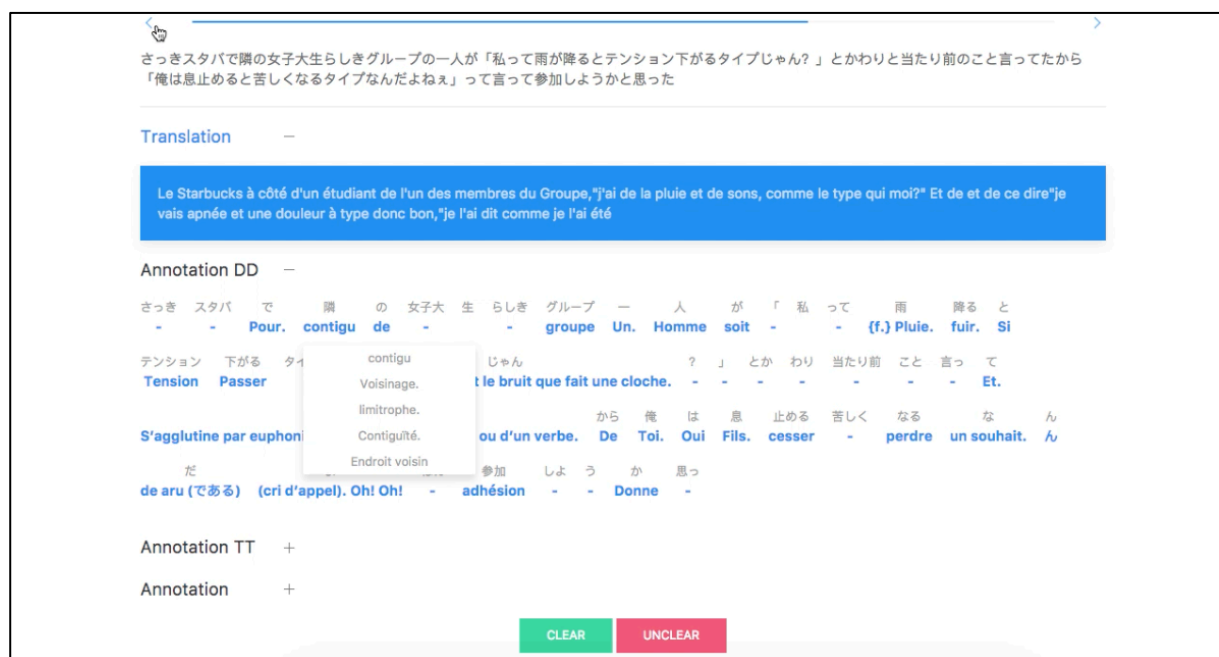 さっきスタバで隣の女子大生らしきグループの一人が「私って雨が降るとテンション下がるタイプじゃん? 」とかわりと当たり前のこと言ってたから
「俺は息止めると苦しくなるタイプなんだよねぇ」って言って参加しようかと思った
Translation −
Le Starbucks à côté d'un étudiant de l'un des membres du Groupe,"j'ai de la pluie et de sons, comme le type qui moi?" Et de et de ce dire"je
vais apnée et une douleur à type donc bon,"je l'ai dit comme je l'ai été
Annotation DD −
さっき スタバ で 隣 の 女子大 生 らしき グループ 一 人 が 「 私 って 雨 降る と
- - Pour. contigu de - - groupe Un. Homme soit - - {f.} Pluie. fuir. Si
テンション 下がる タイ じゃん ? 」 とか わり 当たり前 こと 言っ て
Tension Passer t le bruit que fait une cloche. - - - - - - - Et.
contigu
Voisinage.
limitrophe.
Contiguïté.
Endroit voisin
から 俺 は 息 止める 苦しく なる な ん
S'agglutine par euphoni ou d'un verbe. De Toi. Oui Fils. cesser - perdre un souhait. ん
だ 参加 しよ う か 思っ
de aru (である) (cri d'appel). Oh! Oh! - adhésion - - Donne -
Annotation TT +
Annotation +
CLEAR UNCLEAR